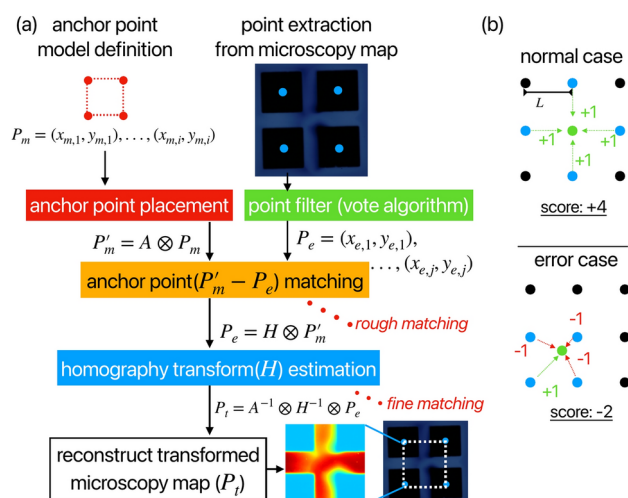 (a)
anchor point
model definition
point extraction
from microscopy map
P_m = (x_{m,1}, y_{m,1}), . . . , (x_{m,i}, y_{m,i})
anchor point placement
point filter (vote algorithm)
P'_m = A ⊗ P_m
P_e = (x_{e,1}, y_{e,1}),
. . . , (x_{e,j}, y_{e,j})
anchor point(P'_m − P_e) matching
rough matching
P_e = H ⊗ P'_m
homography transform(H) estimation
fine matching
P_t = A^{-1} ⊗ H^{-1} ⊗ P_e
reconstruct transformed
microscopy map (P_t)
(b)
normal case
L
+1
+1
+1
+1
score: +4
error case
-1
-1
+1
-1
score: -2